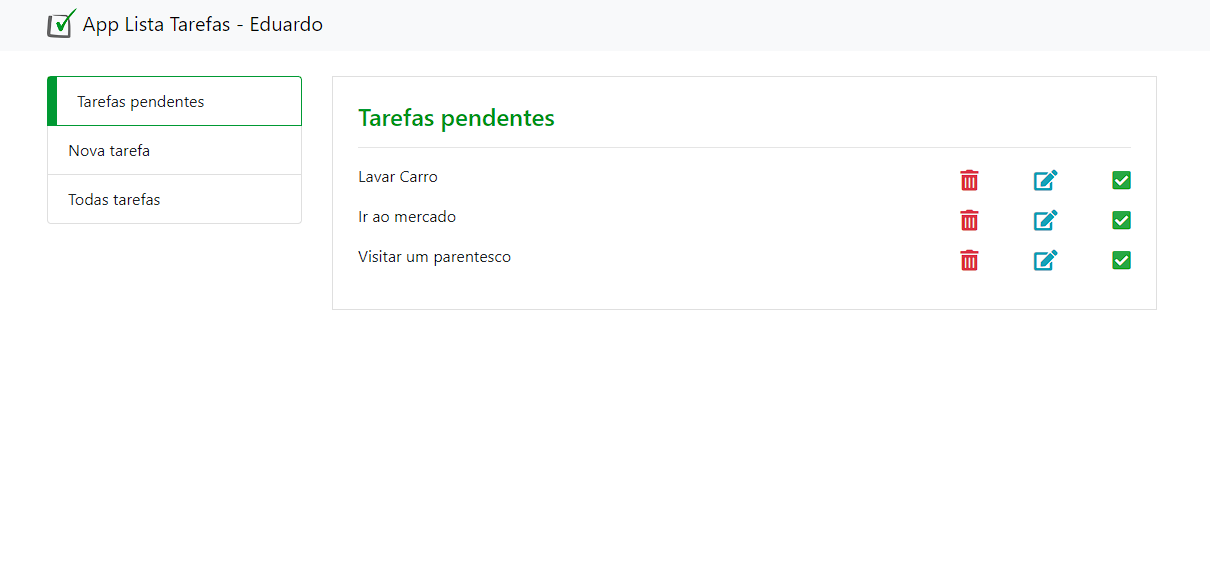 App Lista Tarefas - Eduardo
Tarefas pendentes
Nova tarefa
Todas tarefas
Tarefas pendentes
Lavar Carro
Ir ao mercado
Visitar um parentesco